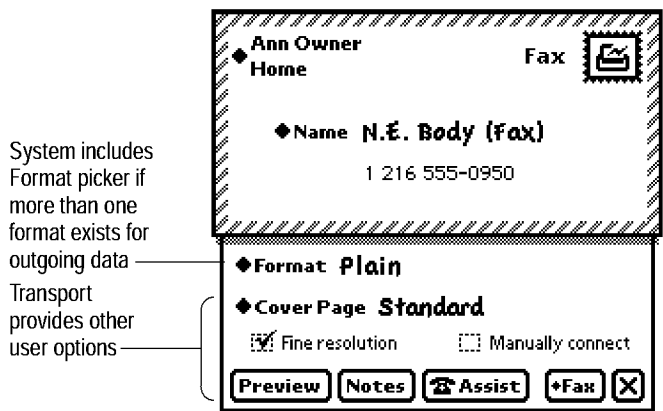 ◆Ann Owner
Home
Fax
◆Name N.E. Body (Fax)
1 216 555-0950
System includes
Format picker if
more than one
format exists for
outgoing data
◆Format Plain
Transport
provides other
user options
◆Cover Page Standard
Fine resolution Manually connect
Preview Notes ☎Assist ◆Fax X